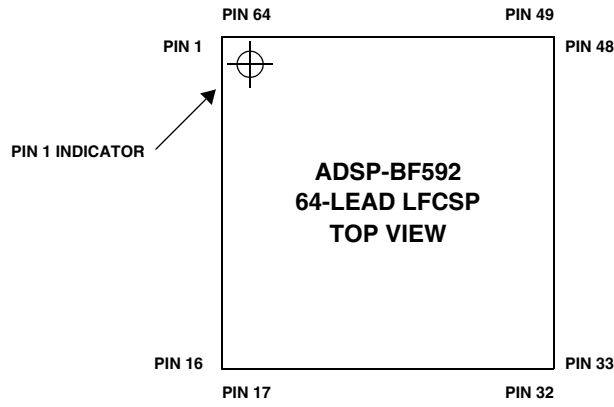 PIN 64
PIN 49
PIN 1
PIN 48
PIN 1 INDICATOR
ADSP-BF592
64-LEAD LFCSP
TOP VIEW
PIN 16
PIN 33
PIN 17
PIN 32